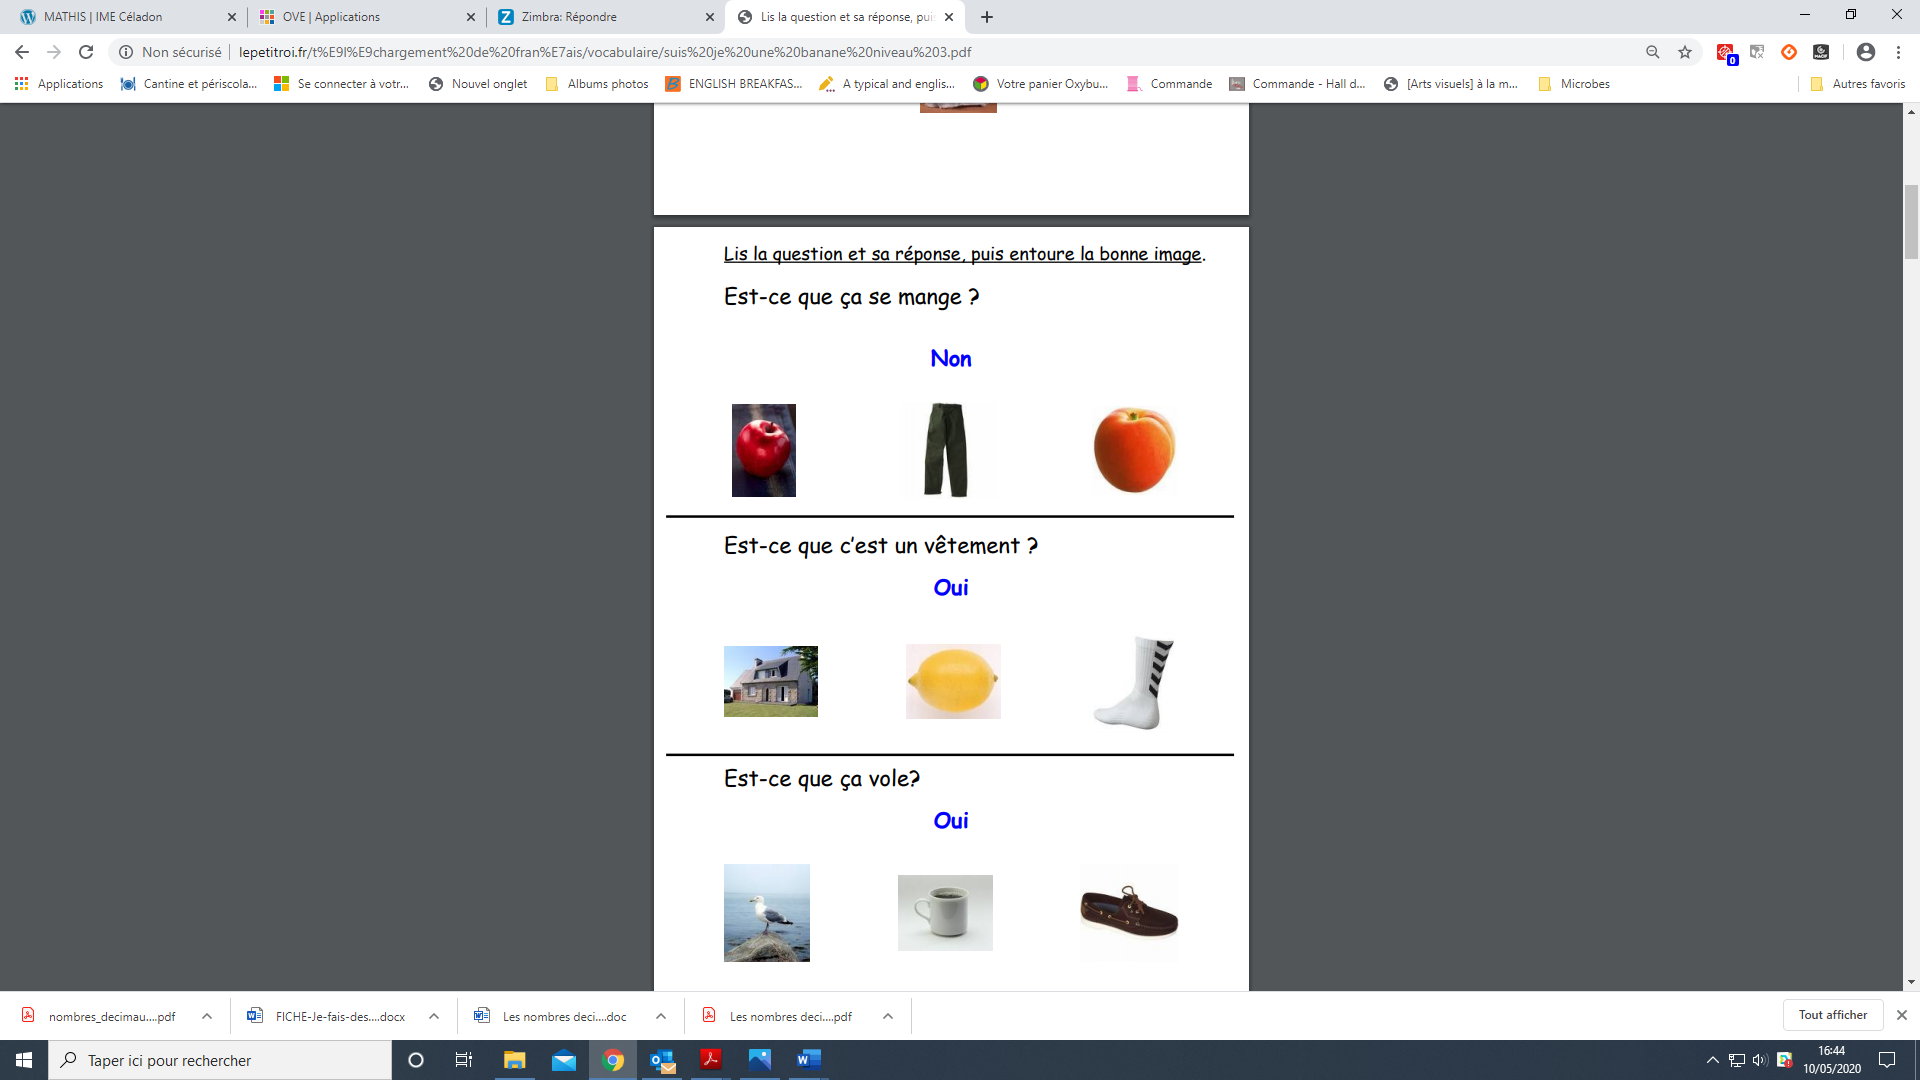 MATHIS | IME Céladon
OVE | Applications
Zimbra: Répondre
Lis la question et sa réponse, pui
Non sécurisé | lepetitroi.fr/t%E9l%E9chargement%20de%20fran%E7ais/vocabulaire/suis%20je%20une%20banane%20niveau%203.pdf
0
Applications
Cantine et périscola...
Se connecter à votr...
Nouvel onglet
Albums photos
ENGLISH BREAKFAS...
A typical and englis...
Votre panier Oxybu...
Commande
Commande - Hall d...
[Arts visuels] à la m...
Microbes
Autres favoris
Lis la question et sa réponse, puis entoure la bonne image.
Est-ce que ça se mange ?
Non
Est-ce que c'est un vêtement ?
Oui
Est-ce que ça vole?
Oui
nombres_decimau....pdf
FICHE-Je-fais-des....docx
Les nombres deci....doc
Les nombres deci....pdf
Tout afficher
Taper ici pour rechercher
16:44
10/05/2020